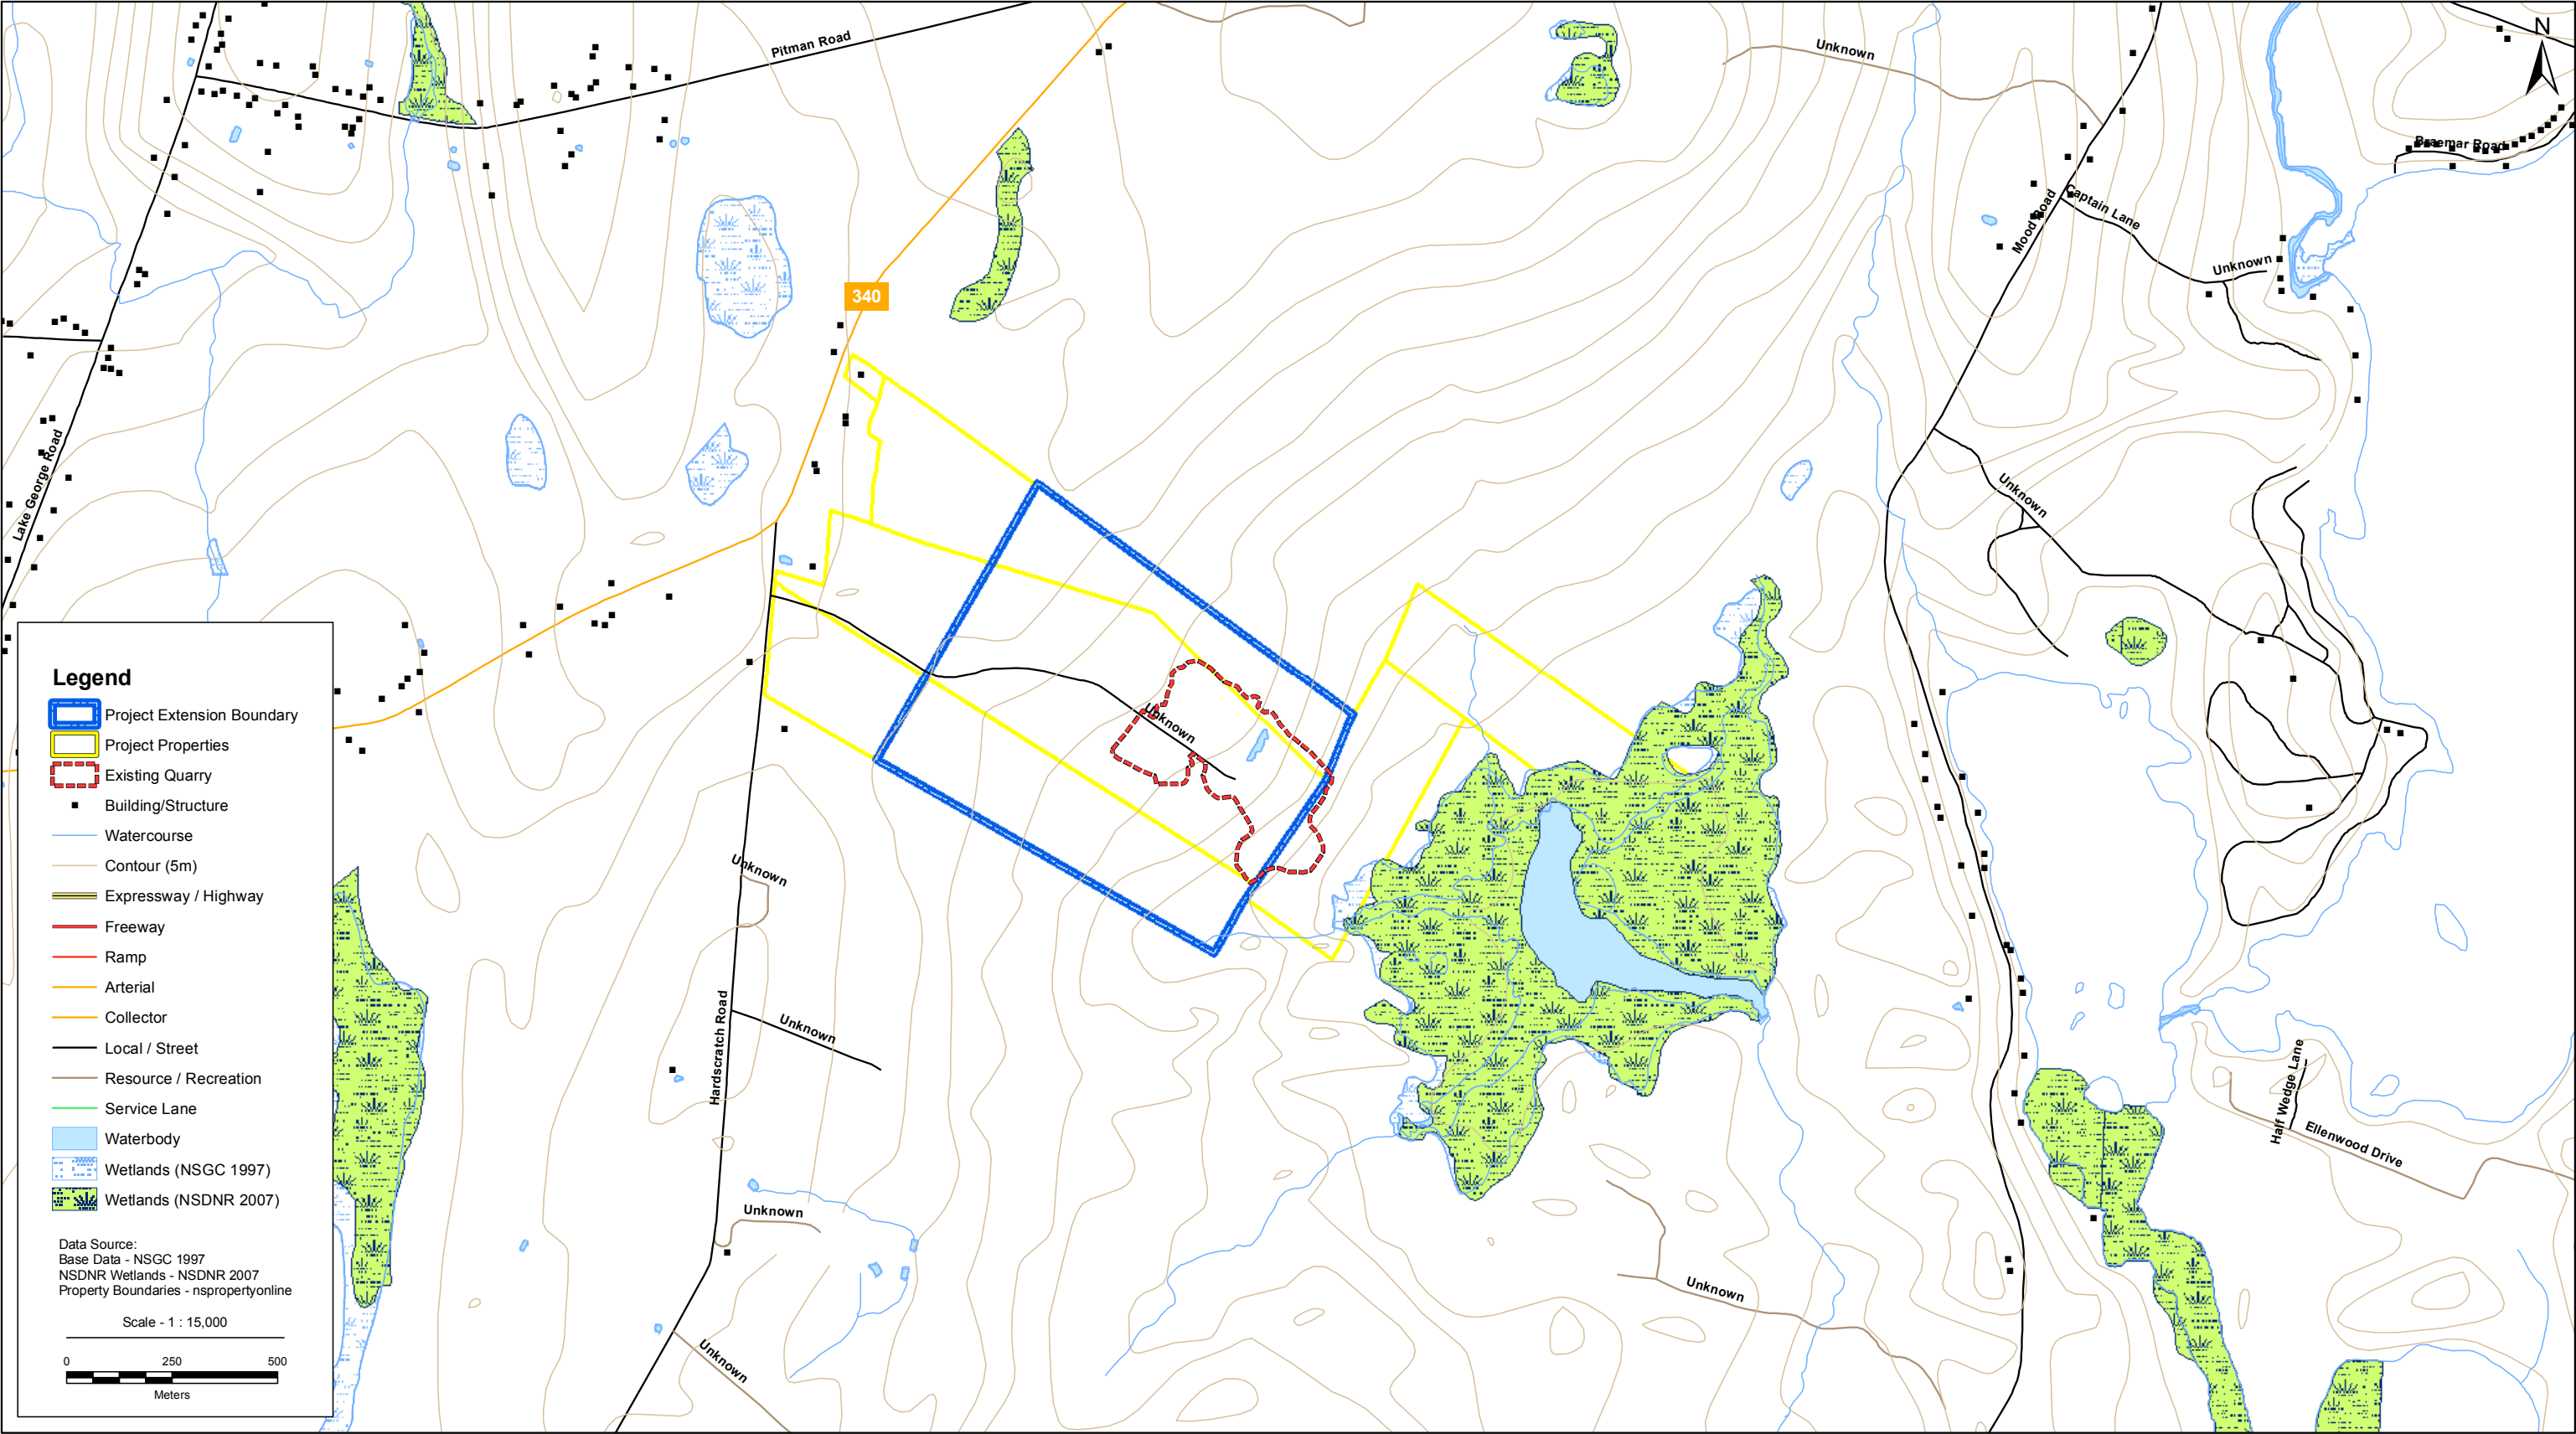 Pitman Road
Unknown
N
Braemar Road
Captain Lane
Mood Road
Unknown
340
Lake George Road
Unknown
Unknown
Unknown
Hardscratch Road
Unknown
Unknown
Unknown
Unknown
Half Wedge Lane
Ellenwood Drive
Legend
Project Extension Boundary
Project Properties
Existing Quarry
Building/Structure
Watercourse
Contour (5m)
Expressway / Highway
Freeway
Ramp
Arterial
Collector
Local / Street
Resource / Recreation
Service Lane
Waterbody
Wetlands (NSGC 1997)
Wetlands (NSDNR 2007)
Data Source:
Base Data - NSGC 1997
NSDNR Wetlands - NSDNR 2007
Property Boundaries - nspropertyonline
Scale - 1 : 15,000
0 250 500
Meters